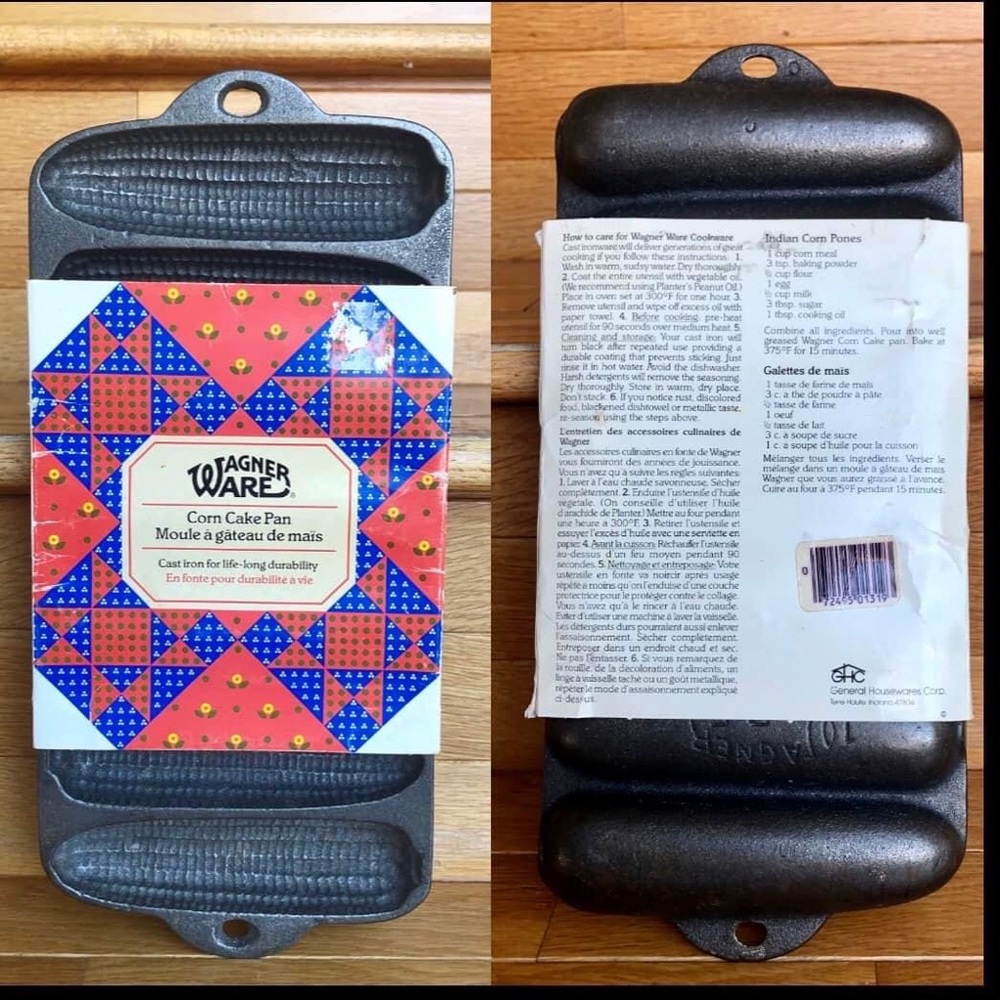 WAGNER
WARE®
Corn Cake Pan
Moule à gâteau de maïs
Cast iron for life-long durability
En fonte pour durabilité à vie
How to care for Wagner Ware Cookware
Cast ironware will deliver generations of great
cooking if you follow these instructions: 1.
Wash in warm, sudsy water. Dry thoroughly.
2. Coat the entire utensil with vegetable oil.
(We recommend using Planter's Peanut Oil.)
Place in oven set at 300°F for one hour. 3.
Remove utensil and wipe off excess oil with
paper towel. 4. Before cooking, pre-heat
utensil for 90 seconds over medium heat. 5.
Cleaning and storage: Your cast iron will
turn black after repeated use providing a
durable coating that prevents sticking. Just
rinse it in hot water. Avoid the dishwasher.
Harsh detergents will remove the seasoning.
Dry thoroughly. Store in warm, dry place.
Don't stack. 6. If you notice rust, discolored
food, blackened dishtowel or metallic taste,
re-season using the steps above.
L'entretien des accessoires culinaires de
Wagner
Les accessoires culinaires en fonte de Wagner
vous fourniront des années de jouissance.
Vous n'avez qu'à suivre les règles suivantes:
1. Laver à l'eau chaude savonneuse. Sécher
complètement. 2. Enduire l'ustensile d'huile
végétale. (On conseille d'utiliser l'huile
d'arachide de Planter.) Mettre au four pendant
une heure à 300°F. 3. Retirer l'ustensile et
essuyer l'excès d'huile avec une serviette en
papier. 4. Avant la cuisson: Réchauffer l'ustensile
au-dessus d'un feu moyen pendant 90
secondes. 5. Nettoyage et entreposage: Votre
ustensile en fonte va noircir après usage
répété à moins qu'on l'enduise d'une couche
protectrice pour le protéger contre le collage.
Vous n'avez qu'à le rincer à l'eau chaude.
Eviter d'utiliser une machine à laver la vaisselle.
Les détergents durs pourraient aussi enlever
l'assaisonnement. Sécher complètement.
Entreposer dans un endroit chaud et sec.
Ne pas l'entasser. 6. Si vous remarquez de
la rouille, de la décoloration d'aliments, un
linge à vaisselle taché ou un goût métallique,
répéter le mode d'assaisonnement expliqué
ci-dessus.
Indian Corn Pones
1 cup corn meal
3 tsp. baking powder
cup flour
1 egg
cup milk
3 tbsp. sugar
1 tbsp. cooking oil
Combine all ingredients. Pour into well
greased Wagner Corn Cake pan. Bake at
375°F for 15 minutes.
Galettes de maïs
1 tasse de farine de maïs
3 c. à thé de poudre à pâte
½ tasse de farine
1 oeuf
½ tasse de lait
3 c. à soupe de sucre
1 c. à soupe d'huile pour la cuisson
Mélanger tous les ingrédients. Verser le
mélange dans un moule à gâteau de maïs
Wagner que vous aurez graissé à l'avance.
Cuire au four à 375°F pendant 15 minutes.
0
GHC
General Housewares Corp.
Terre Haute, Indiana 47804
AGNER